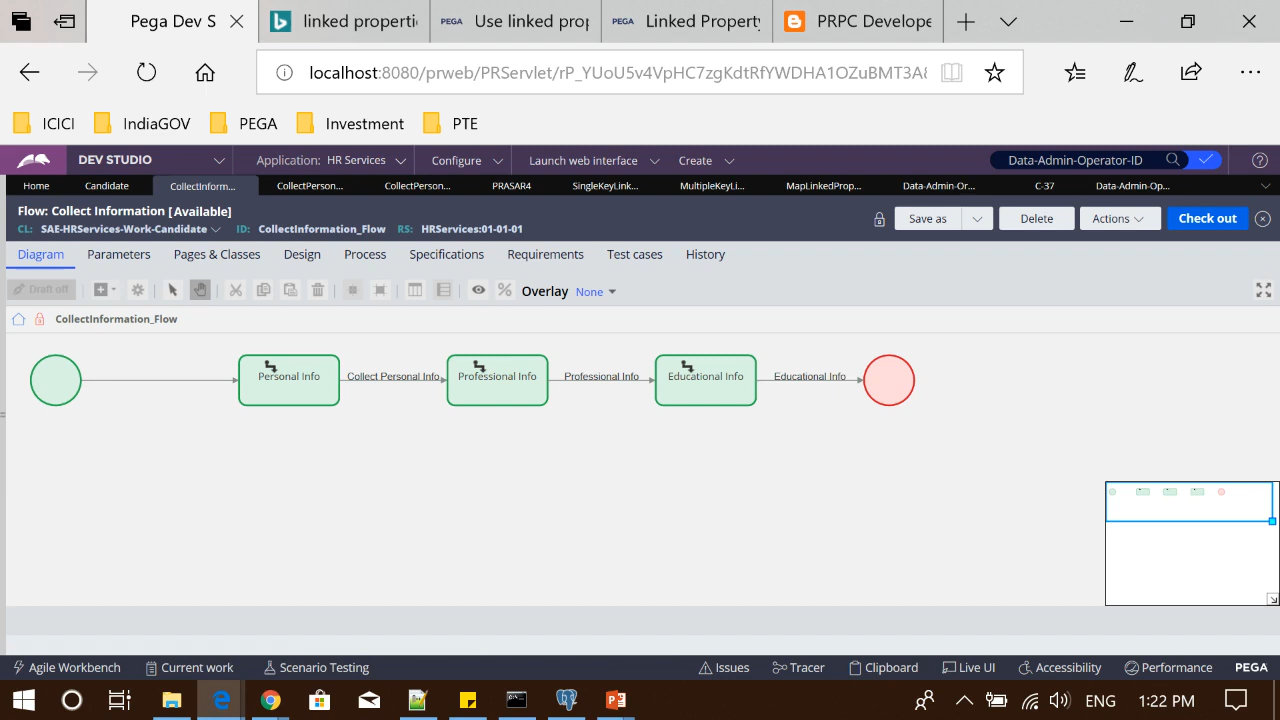 Pega Dev S
linked properti
PEGA Use linked prop
PEGA Linked Property
PRPC Develope
localhost:8080/prweb/PRServlet/rP_YUoU5v4VpHC7zgKdtRfYWDHA1OZuBMT3A8
ICICI IndiaGOV PEGA Investment PTE
DEV STUDIO Application: HR Services Configure Launch web interface Create Data-Admin-Operator-ID
Home Candidate CollectInform... CollectPerson... CollectPerson... PRASAR4 SingleKeyLink... MultipleKeyLi... MapLinkedProp... Data-Admin-Or... C-37 Data-Admin-Op...
Flow: Collect Information [Available]
CL: SAE-HRServices-Work-Candidate ID: CollectInformation_Flow RS: HRServices:01-01-01
Save as Delete Actions Check out
Diagram Parameters Pages & Classes Design Process Specifications Requirements Test cases History
Draft off Overlay None
CollectInformation_Flow
Personal Info Collect Personal Info Professional Info Professional Info Educational Info Educational Info
Agile Workbench Current work Scenario Testing Issues Tracer Clipboard Live UI Accessibility Performance PEGA
ENG 1:22 PM